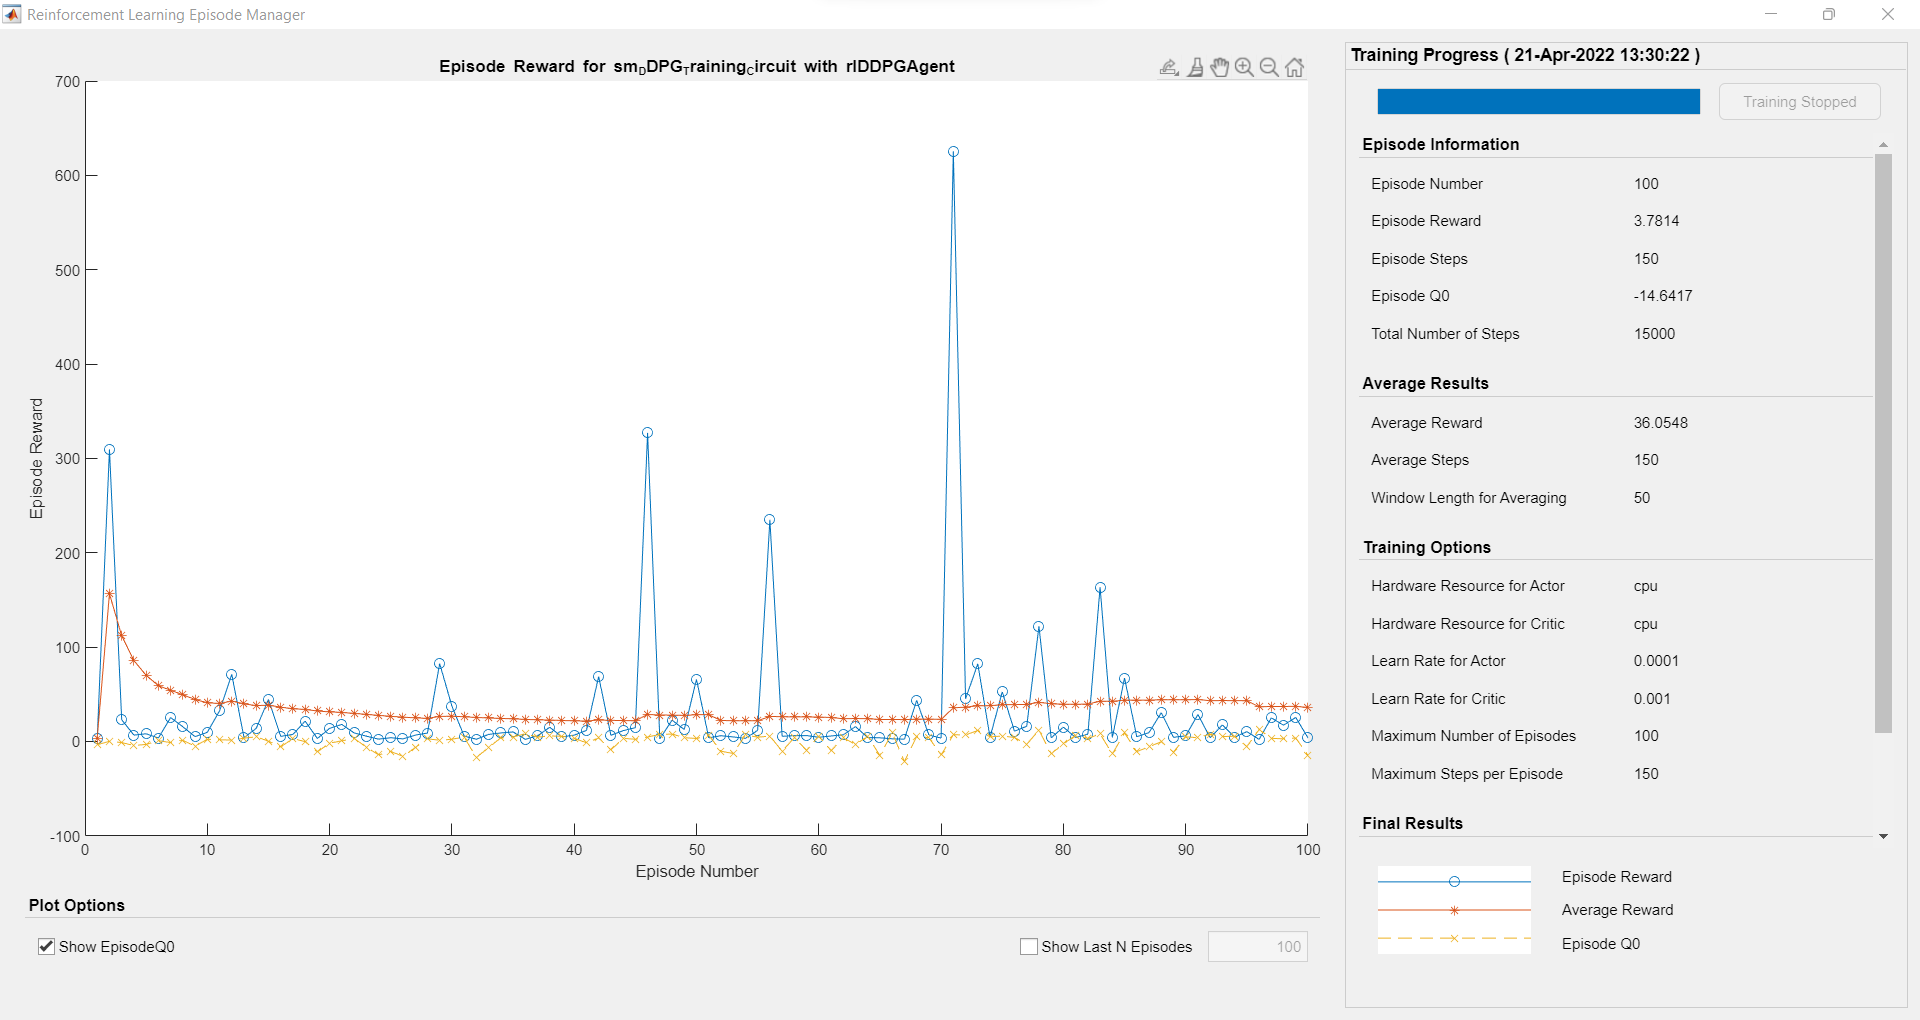 Reinforcement Learning Episode Manager
Episode Reward for smDDPGTrainingCircuit with rlDDPGAgent
700
600
500
400
300
200
100
0
-100
Episode Reward
0 10 20 30 40 50 60 70 80 90 100
Episode Number
Plot Options
Show EpisodeQ0
Show Last N Episodes 100
Training Progress ( 21-Apr-2022 13:30:22 )
Training Stopped
Episode Information
Episode Number 100
Episode Reward 3.7814
Episode Steps 150
Episode Q0 -14.6417
Total Number of Steps 15000
Average Results
Average Reward 36.0548
Average Steps 150
Window Length for Averaging 50
Training Options
Hardware Resource for Actor cpu
Hardware Resource for Critic cpu
Learn Rate for Actor 0.0001
Learn Rate for Critic 0.001
Maximum Number of Episodes 100
Maximum Steps per Episode 150
Final Results
Episode Reward
Average Reward
Episode Q0